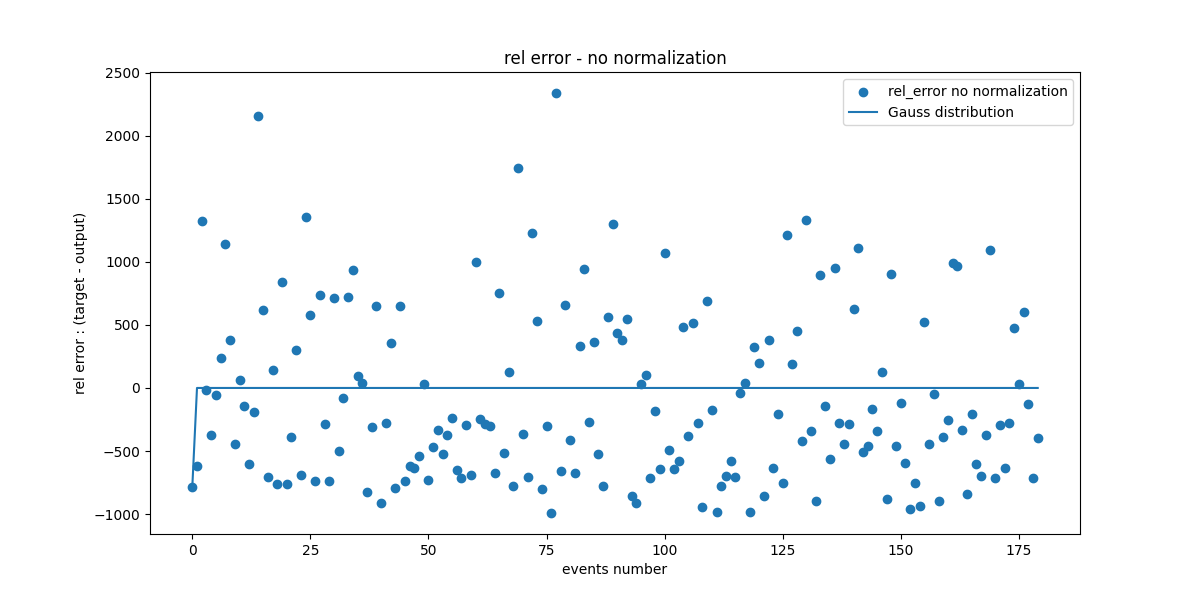 rel error - no normalization
2500
2000
1500
1000
500
0
−500
−1000
rel error : (target - output)
rel_error no normalization
Gauss distribution
0 25 50 75 100 125 150 175
events number